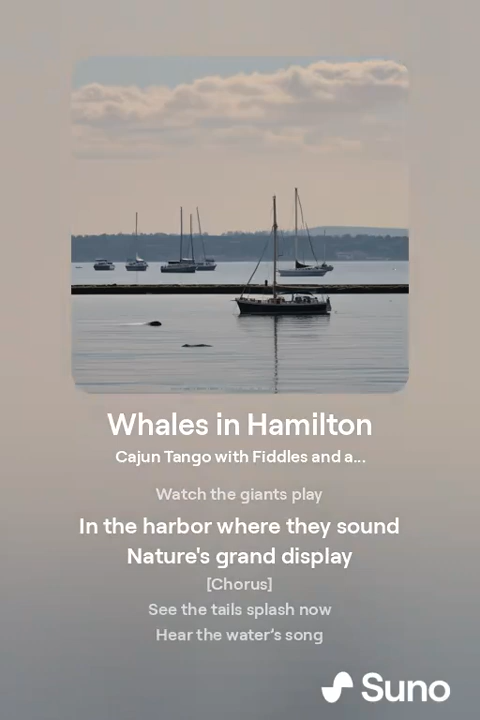 Whales in Hamilton
Cajun Tango with Fiddles and a...
Watch the giants play
In the harbor where they sound
Nature's grand display
[Chorus]
See the tails splash now
Hear the water's song
Suno